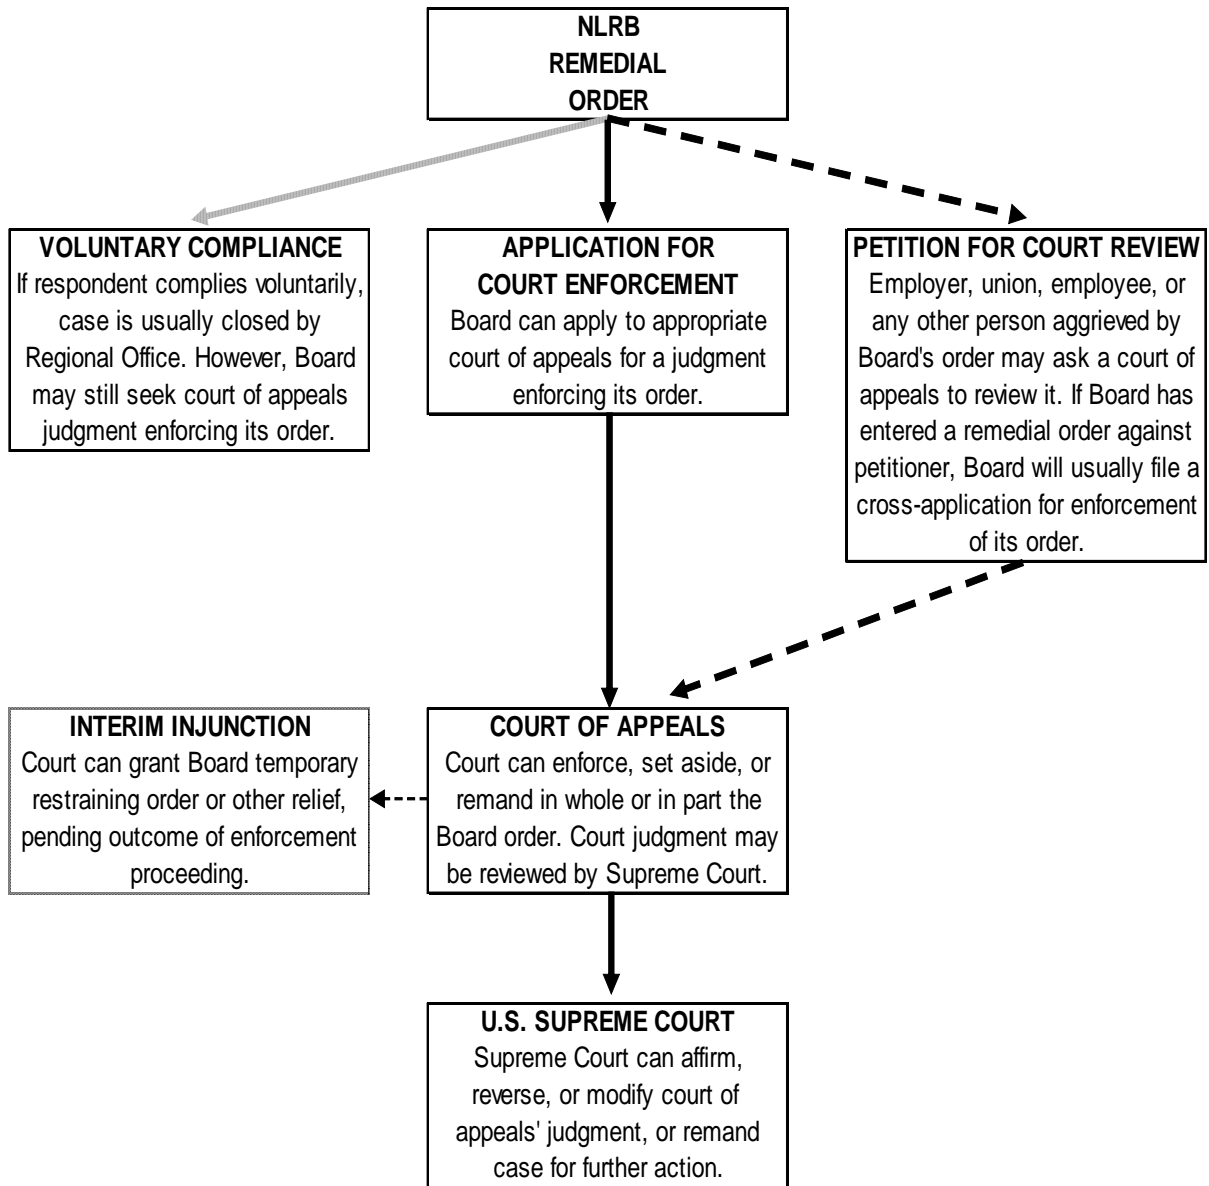 NLRB
REMEDIAL
ORDER
VOLUNTARY COMPLIANCE
If respondent complies voluntarily,
case is usually closed by
Regional Office. However, Board
may still seek court of appeals
judgment enforcing its order.
APPLICATION FOR
COURT ENFORCEMENT
Board can apply to appropriate
court of appeals for a judgment
enforcing its order.
PETITION FOR COURT REVIEW
Employer, union, employee, or
any other person aggrieved by
Board's order may ask a court of
appeals to review it. If Board has
entered a remedial order against
petitioner, Board will usually file a
cross-application for enforcement
of its order.
INTERIM INJUNCTION
Court can grant Board temporary
restraining order or other relief,
pending outcome of enforcement
proceeding.
COURT OF APPEALS
Court can enforce, set aside, or
remand in whole or in part the
Board order. Court judgment may
be reviewed by Supreme Court.
U.S. SUPREME COURT
Supreme Court can affirm,
reverse, or modify court of
appeals' judgment, or remand
case for further action.